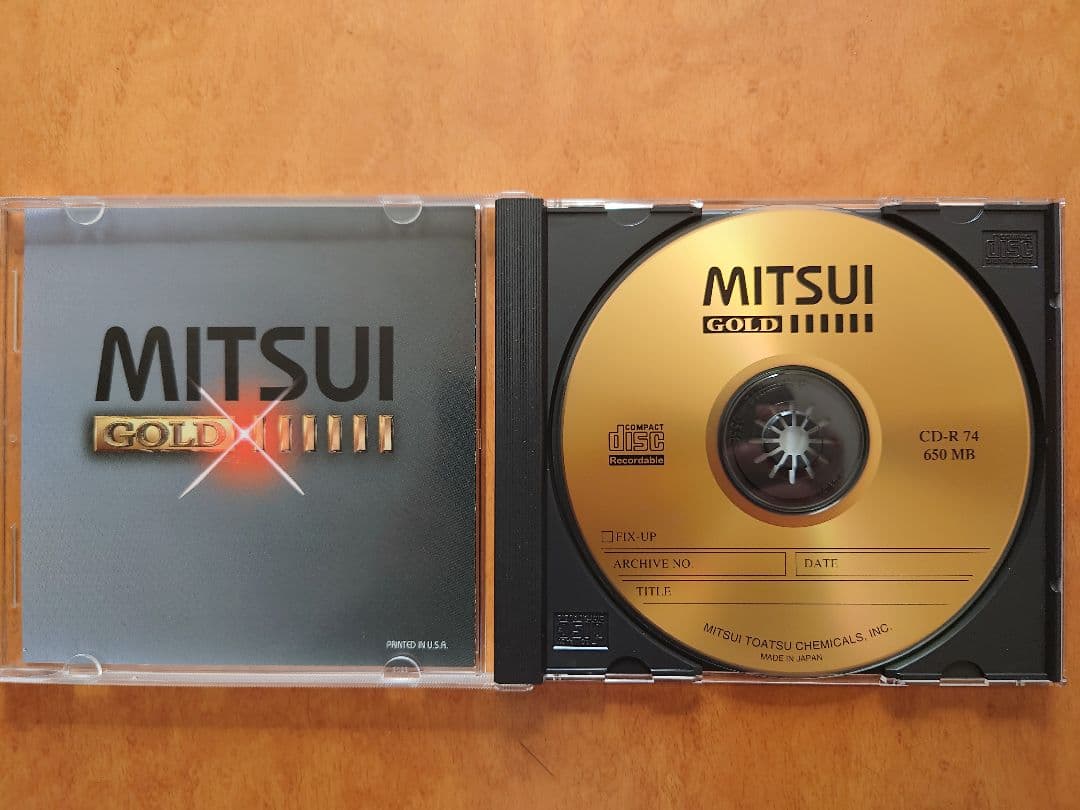 MITSUI
GOLD
PRINTED IN U.S.A.
MITSUI
GOLD
COMPACT
disc
Recordable
CD-R 74
650 MB
FIX-UP
ARCHIVE NO.
DATE
TITLE
MITSUI TOATSU CHEMICALS, INC.
MADE IN JAPAN
disc